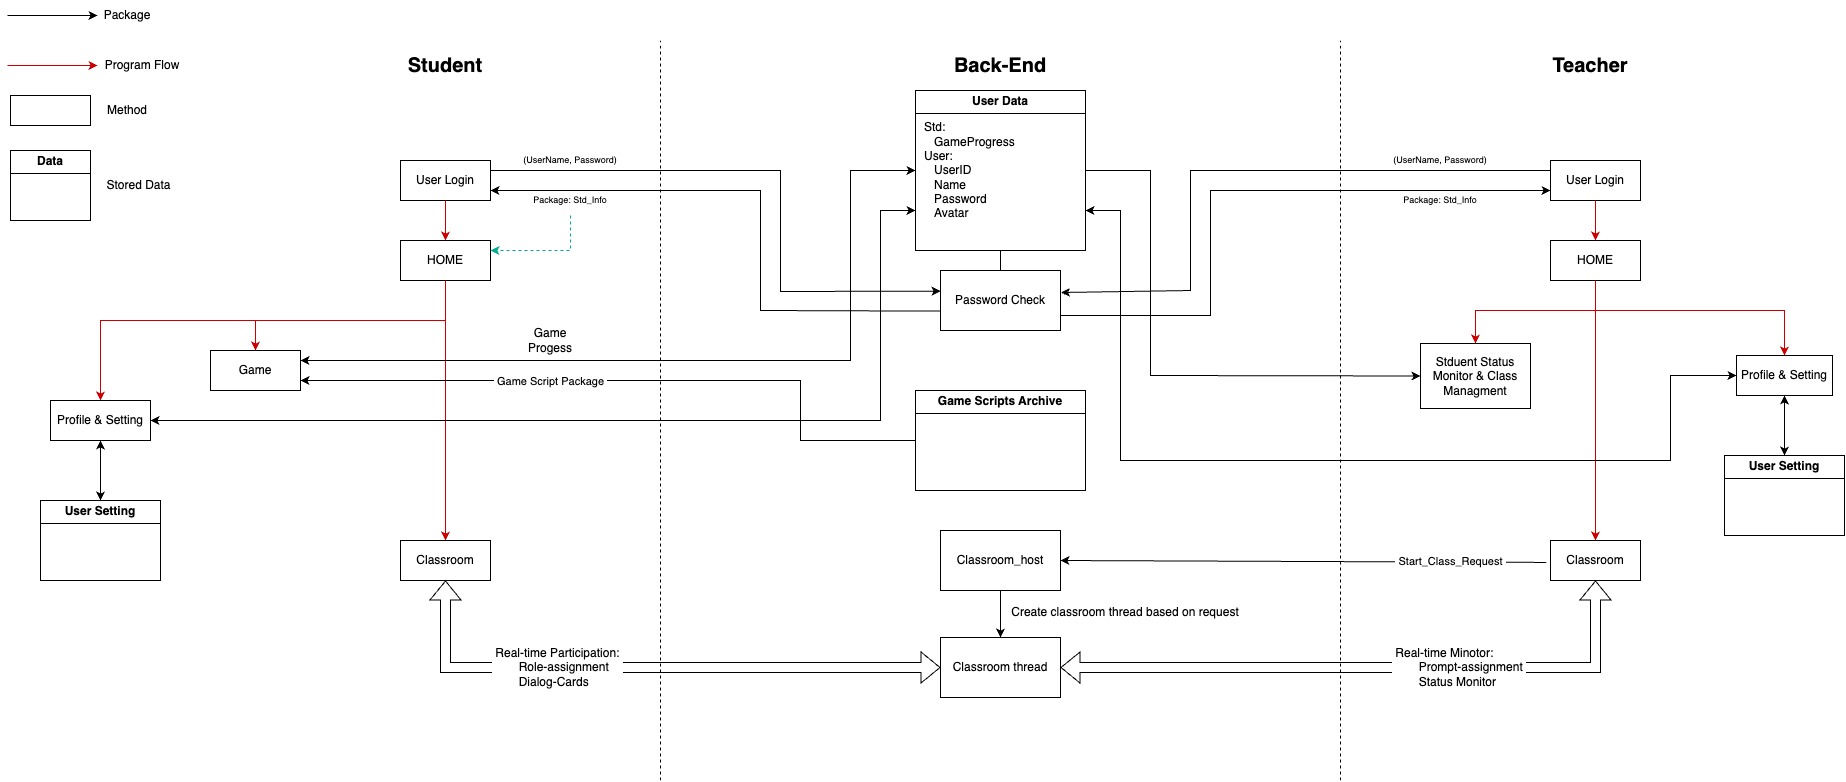 Package
Program Flow
Method
Data
Stored Data
Student
Back-End
Teacher
User Data
Std:
GameProgress
User:
UserID
Name
Password
Avatar
User Login
(UserName, Password)
Package: Std_Info
HOME
Game
Progess
Game
Game Script Package
Profile & Setting
User Setting
Classroom
Real-time Participation:
Role-assignment
Dialog-Cards
Password Check
Game Scripts Archive
Classroom_host
Create classroom thread based on request
Classroom thread
(UserName, Password)
Package: Std_Info
User Login
HOME
Stduent Status
Monitor & Class
Managment
Profile & Setting
User Setting
Start_Class_Request
Classroom
Real-time Minotor:
Prompt-assignment
Status Monitor